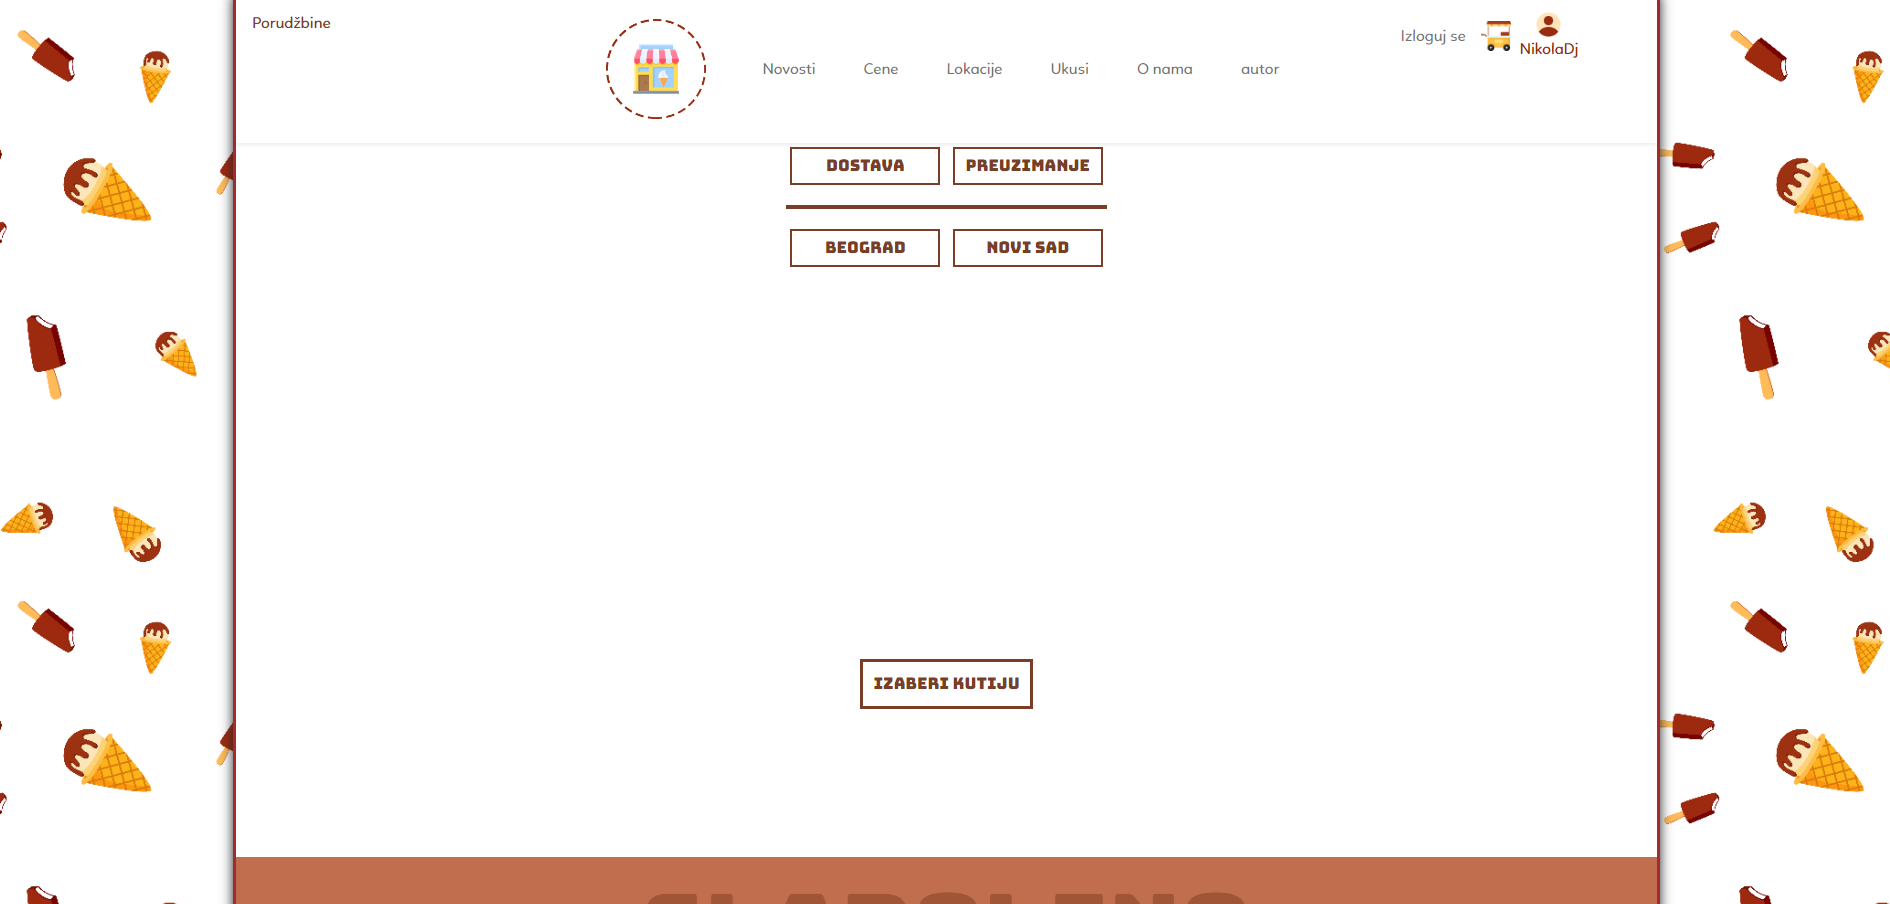 Porudžbine
Izloguj se
NikolaDj
Novosti
Cene
Lokacije
Ukusi
O nama
autor
DOSTAVA
PREUZIMANJE
BEOGRAD
NOVI SAD
IZABERI KUTIJU